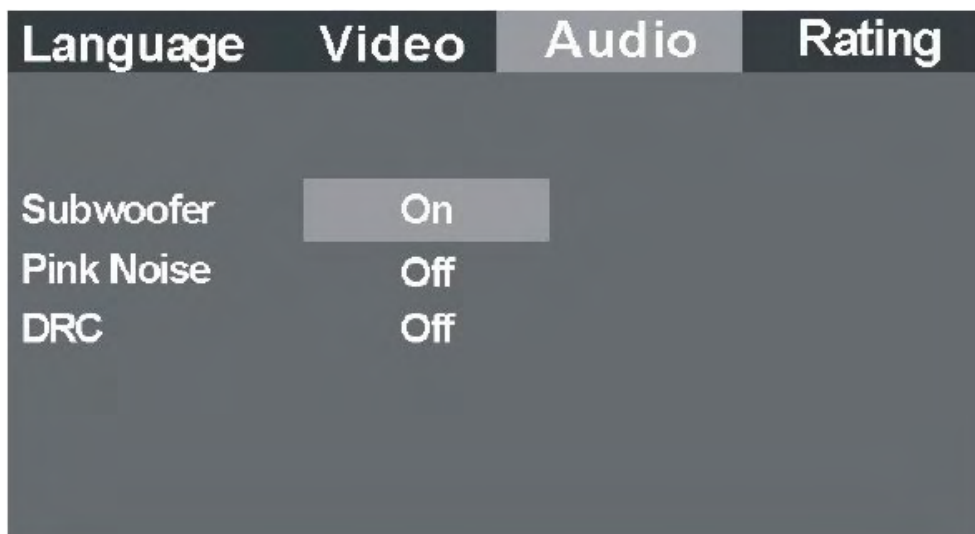 Language Video Audio Rating
Subwoofer On
Pink Noise Off
DRC Off